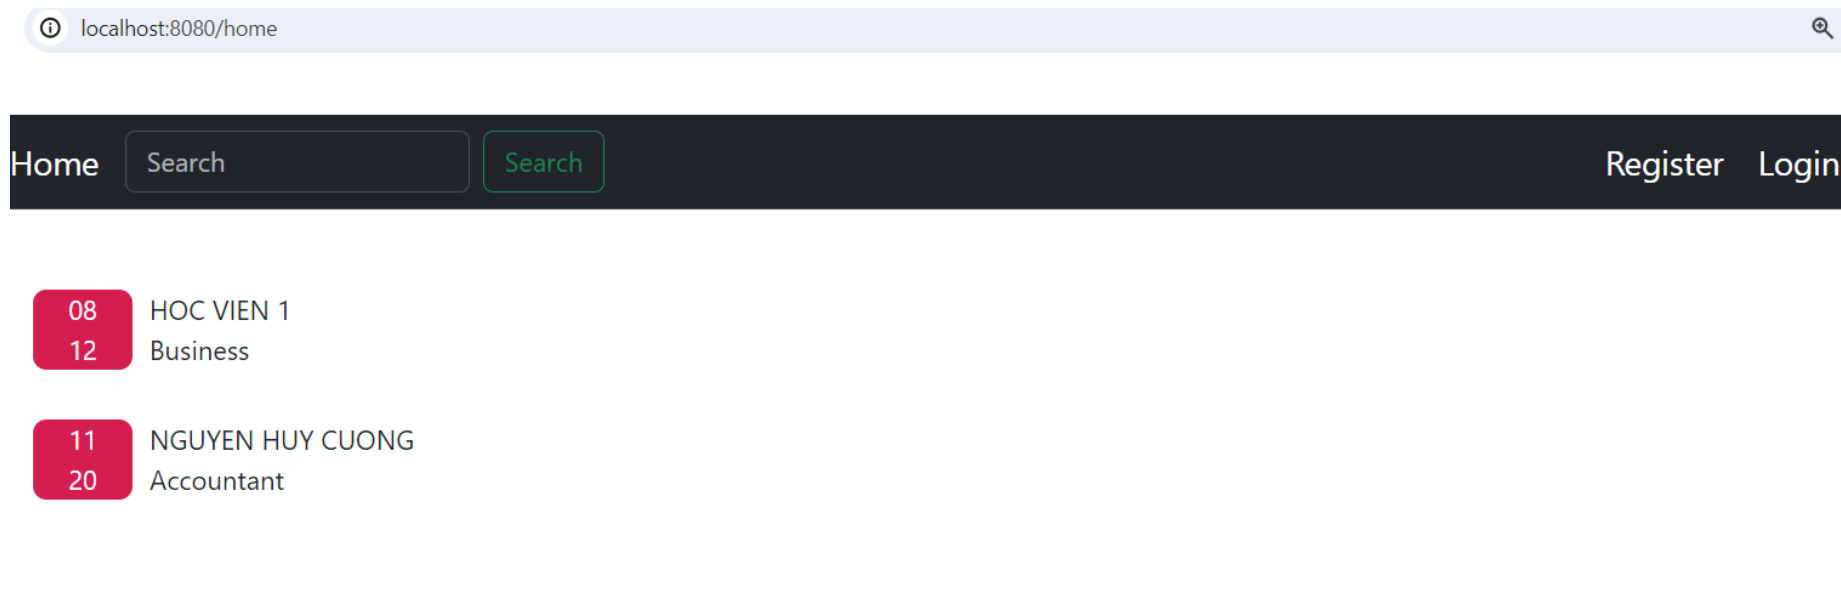 localhost:8080/home
Home Search Search Register Login
08 HOC VIEN 1
12 Business
11 NGUYEN HUY CUONG
20 Accountant